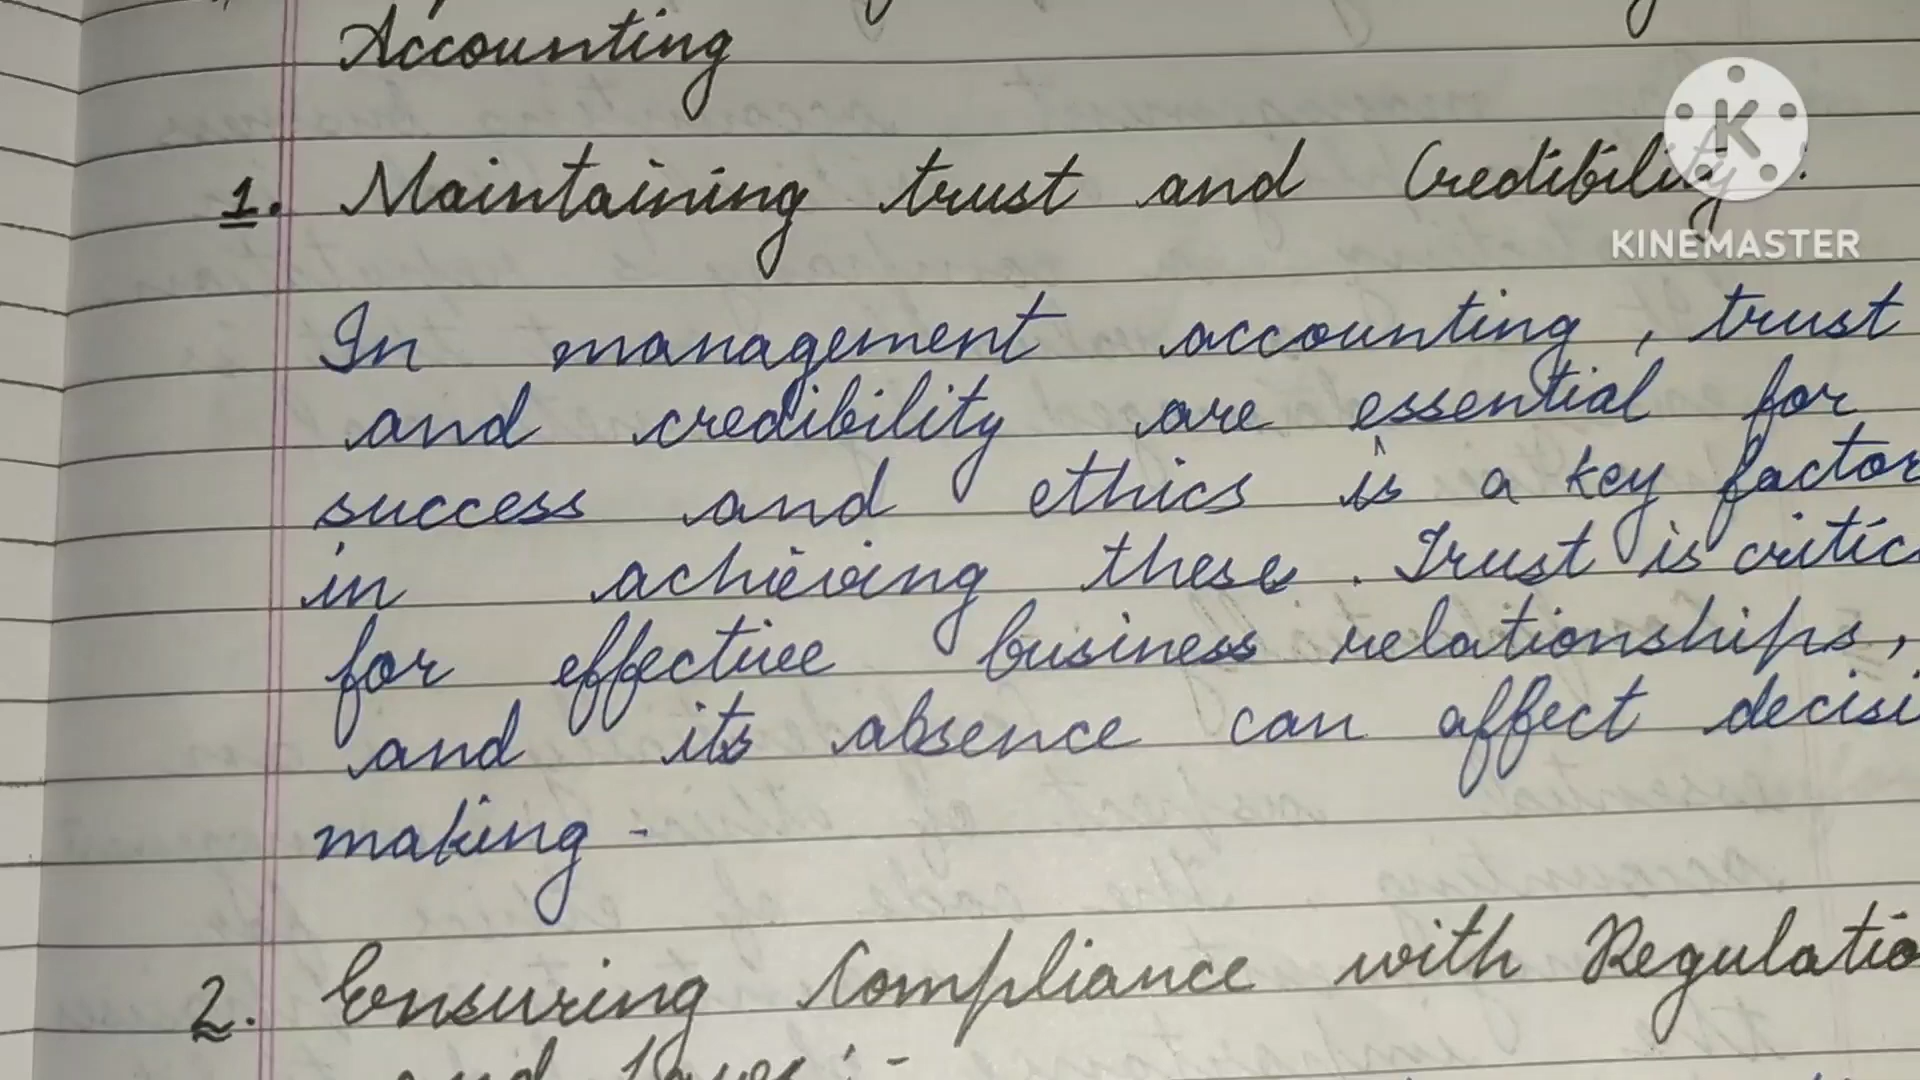 Accounting
1. Maintaining trust and Credibility :
KINEMASTER
In management accounting, trust
and credibility are essential for
success and ethics is a key factor
in achieving these. Trust is critic
for effective business relationships,
and its absence can affect decisi
making -
2. Ensuring Compliance with Regulatio
and Laws :-